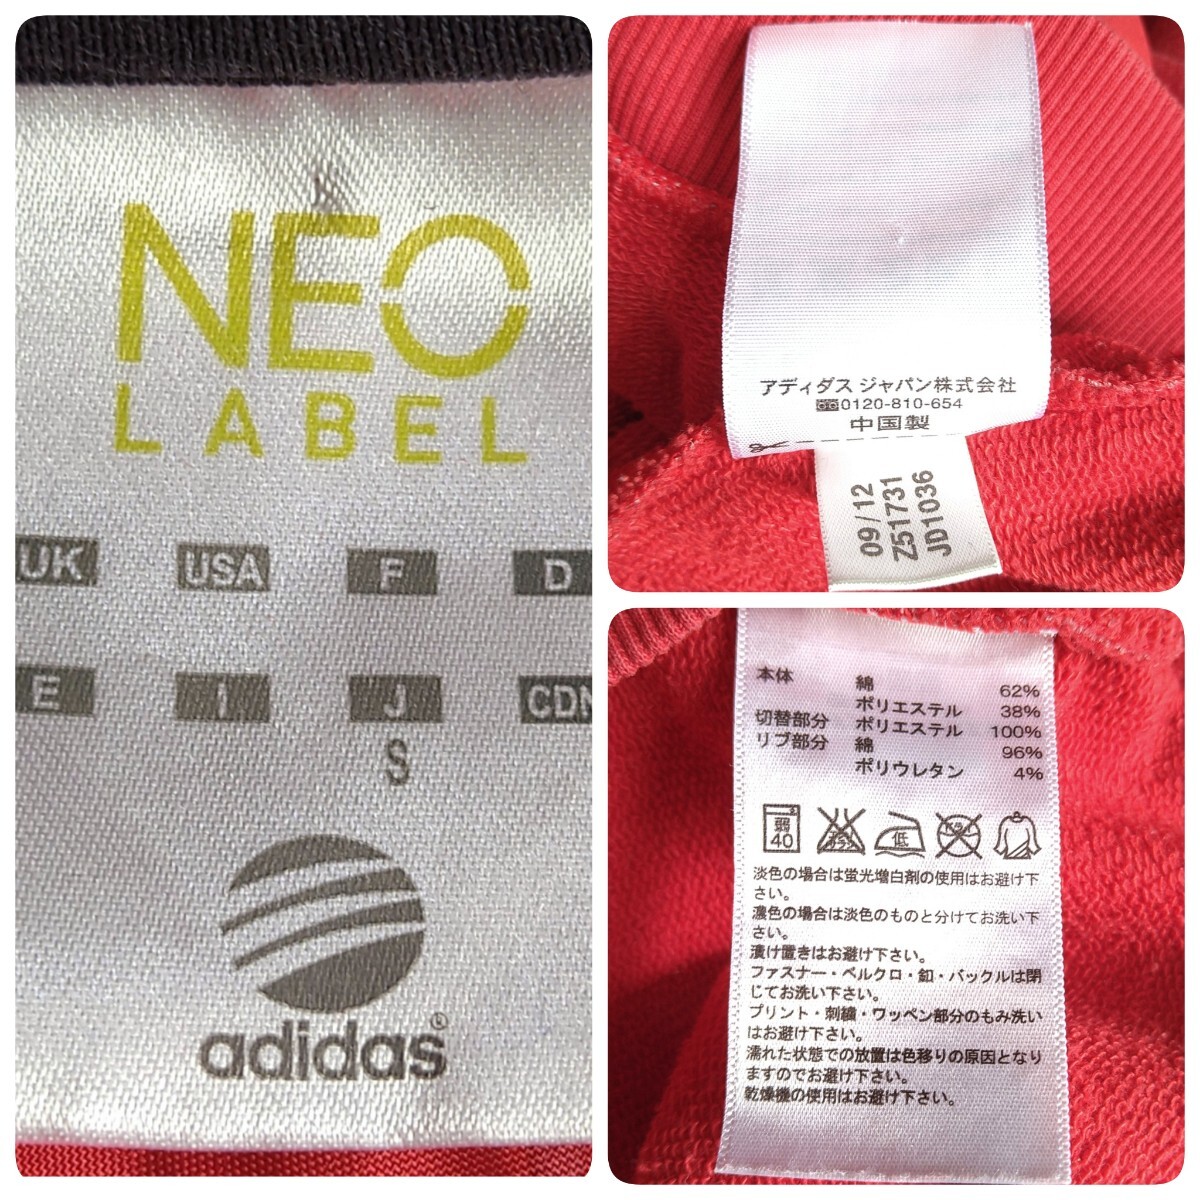 NEO
LABEL
UK USA F D
E I J CDN
S
adidas®
アディダス ジャパン株式会社
0120-810-654
中国製
09/12
Z51731
JD1036
本体 綿 62%
ポリエステル 38%
切替部分 ポリエステル 100%
リブ部分 綿 96%
ポリウレタン 4%
弱 40 低
淡色の場合は蛍光増白剤の使用はお避け下
さい。
濃色の場合は淡色のものと分けてお洗い下
さい。
漬け置きはお避け下さい。
ファスナー・ベルクロ・釦・バックルは閉
じてお洗い下さい。
プリント・刺繍・ワッペン部分のもみ洗い
はお避け下さい。
濡れた状態での放置は色移りの原因となり
ますのでお避け下さい。
乾燥機の使用はお避け下さい。